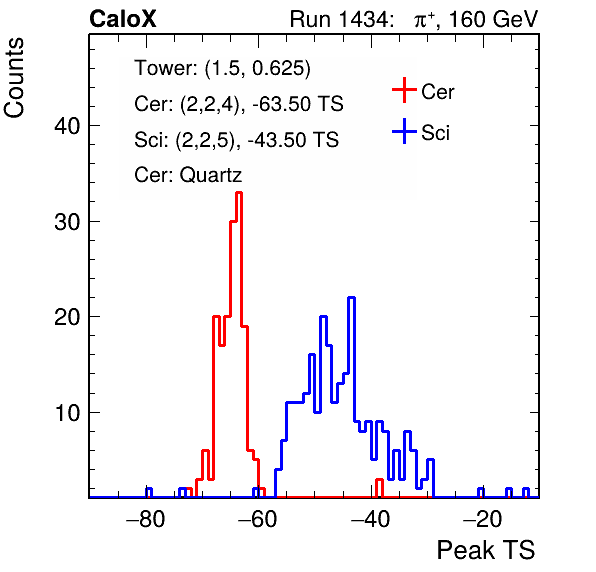 CaloX Run 1434: π⁺, 160 GeV
Counts
Tower: (1.5, 0.625)
Cer: (2,2,4), -63.50 TS
Sci: (2,2,5), -43.50 TS
Cer: Quartz
Cer
Sci
40
30
20
10
−80 −60 −40 −20
Peak TS